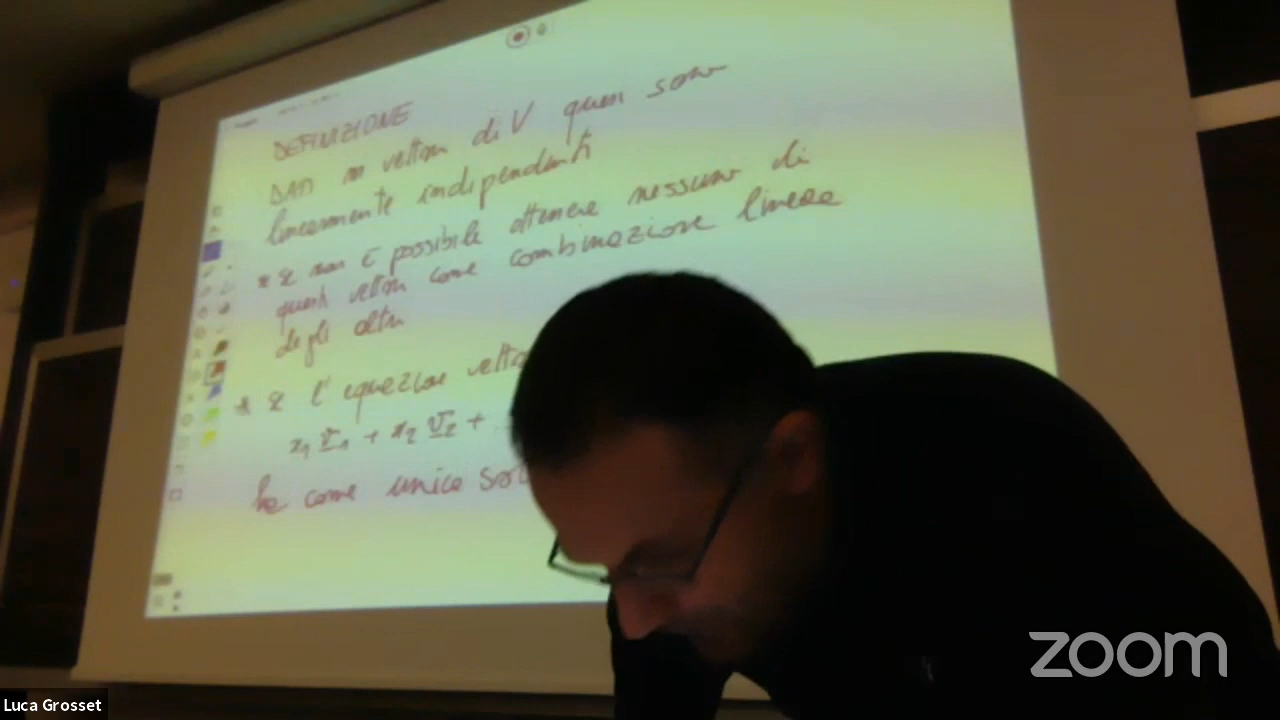 DEFINIZIONE
DATI m vettori di V questi sono
linearmente indipendenti
* se non è possibile ottenere nessuno di
questi vettori come combinazione lineare
degli altri
* se l'equazione vetto
x₁ v₁ + x₂ v₂ +
ha come unica sol
zoom
Luca Grosset